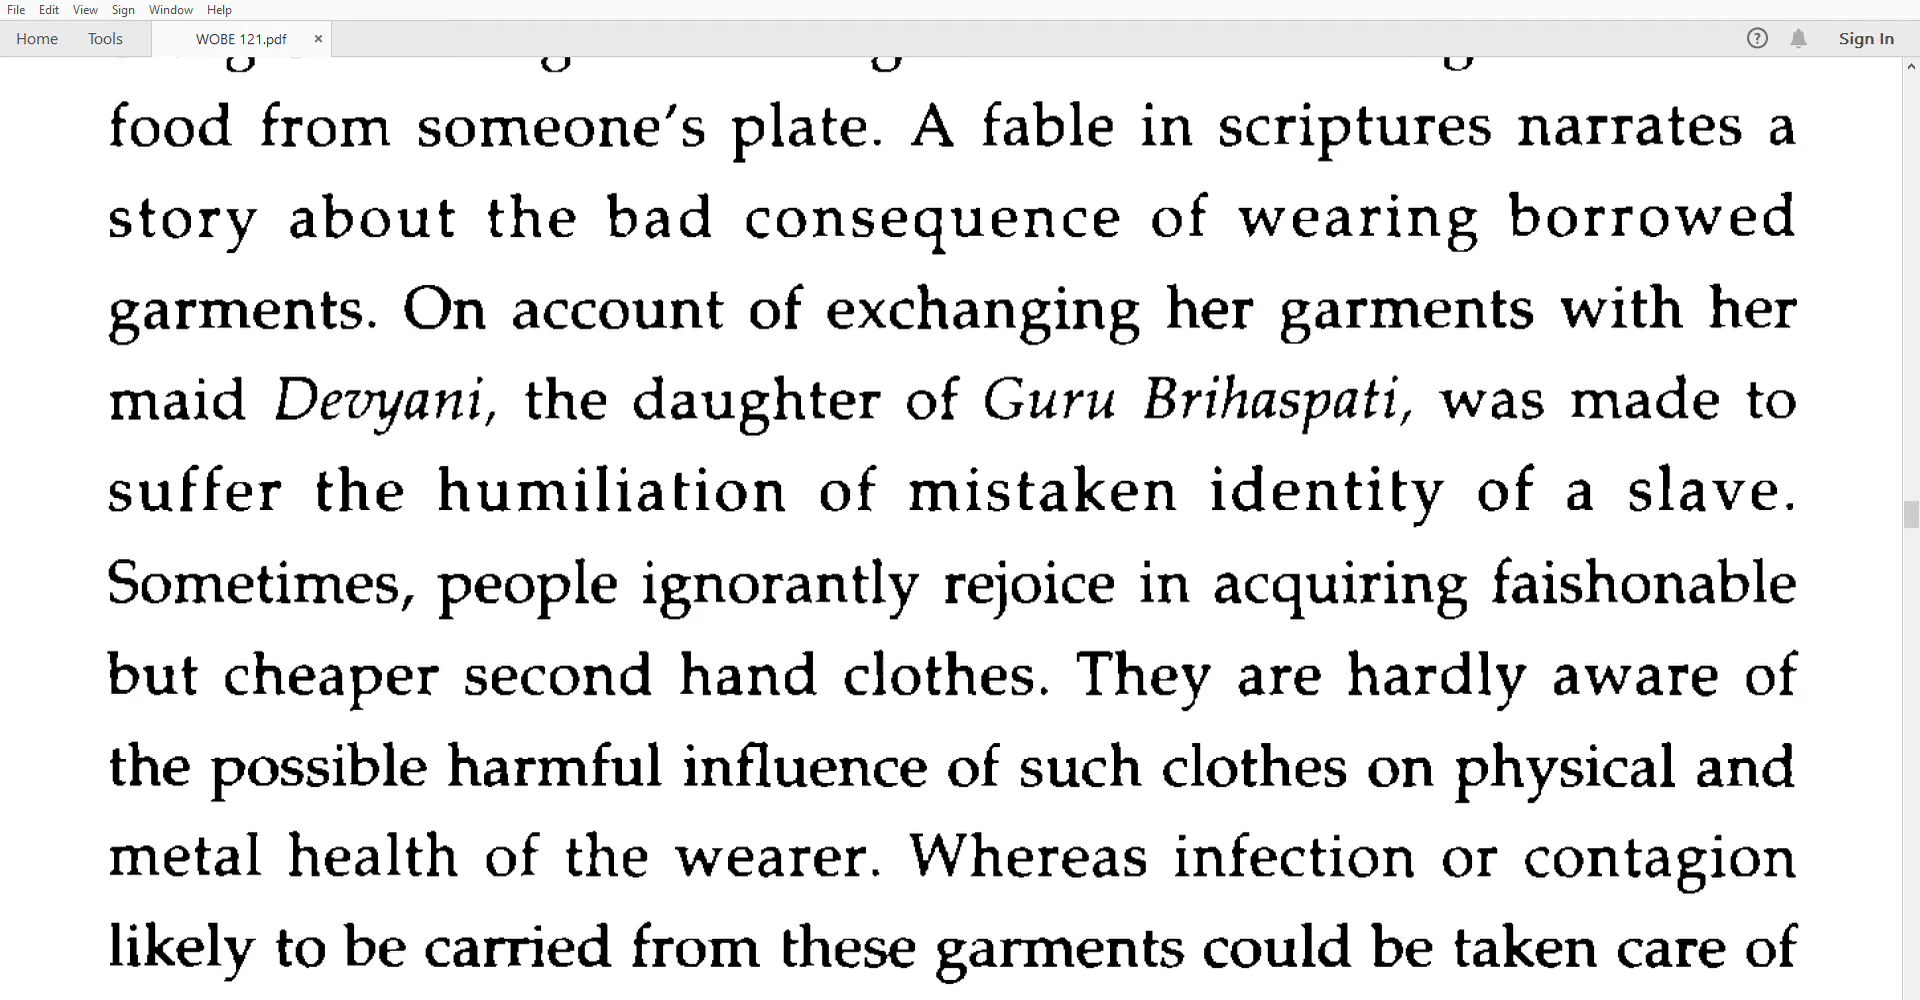 File Edit View Sign Window Help
Home Tools WOBE 121.pdf × ? Sign In
food from someone's plate. A fable in scriptures narrates a
story about the bad consequence of wearing borrowed
garments. On account of exchanging her garments with her
maid Devyani, the daughter of Guru Brihaspati, was made to
suffer the humiliation of mistaken identity of a slave.
Sometimes, people ignorantly rejoice in acquiring faishonable
but cheaper second hand clothes. They are hardly aware of
the possible harmful influence of such clothes on physical and
metal health of the wearer. Whereas infection or contagion
likely to be carried from these garments could be taken care of